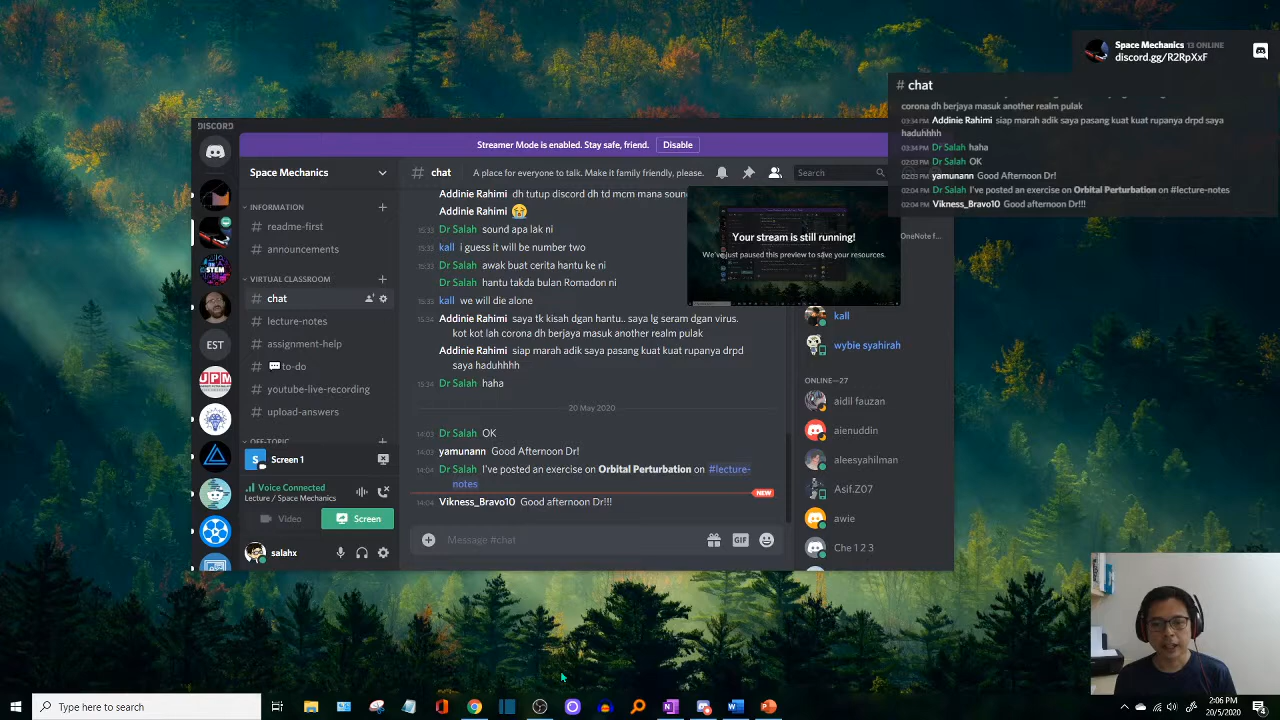 Space Mechanics 13 ONLINE
discord.gg/R2RpXxF
# chat
corona dh berjaya masuk another realm pulak
03:34 PM Addinie Rahimi siap marah adik saya pasang kuat kuat rupanya drpd saya
haduhhhh
03:34 PM Dr Salah haha
02:03 PM Dr Salah OK
02:03 PM yamunann Good Afternoon Dr!
02:04 PM Dr Salah I've posted an exercise on Orbital Perturbation on #lecture-notes
02:04 PM Vikness_Bravo10 Good afternoon Dr!!!
DISCORD
Streamer Mode is enabled. Stay safe, friend. Disable
Space Mechanics
# chat A place for everyone to talk. Make it family friendly, please.
Search
INFORMATION
# readme-first
# announcements
VIRTUAL CLASSROOM
# chat
# lecture-notes
# assignment-help
# 💬to-do
# youtube-live-recording
# upload-answers
OFF-TOPIC
STEM
EST
UPM
S Screen 1
Voice Connected
Lecture / Space Mechanics
Video
Screen
salahx
Addinie Rahimi dh tutup discord dh td mcm mana
Addinie Rahimi 😭
15:33 Dr Salah sound apa lak ni
15:33 kall i guess it will be number two
15:33 Dr Salah awak buat cerita hantu ke ni
Dr Salah hantu takda bulan Romadon ni
15:33 kall we will die alone
15:34 Addinie Rahimi saya tk kisah dgan hantu.. saya lg seram dgan virus.
kot kot lah corona dh berjaya masuk another realm pulak
Addinie Rahimi siap marah adik saya pasang kuat kuat rupanya drpd
saya haduhhhh
15:34 Dr Salah haha
20 May 2020
14:03 Dr Salah OK
14:03 yamunann Good Afternoon Dr!
14:04 Dr Salah I've posted an exercise on Orbital Perturbation on #lecture-
notes
NEW
14:04 Vikness_Bravo10 Good afternoon Dr!!!
Message #chat
GIF
Your stream is still running!
We've just paused this preview to save your resources.
OneNote f...
kall
wybie syahirah
ONLINE—27
aidil fauzan
aienuddin
aleesyahilman
Asif.Z07
awie
Che 1 2 3
Type here to search
2:06 PM
20/5/2020
4